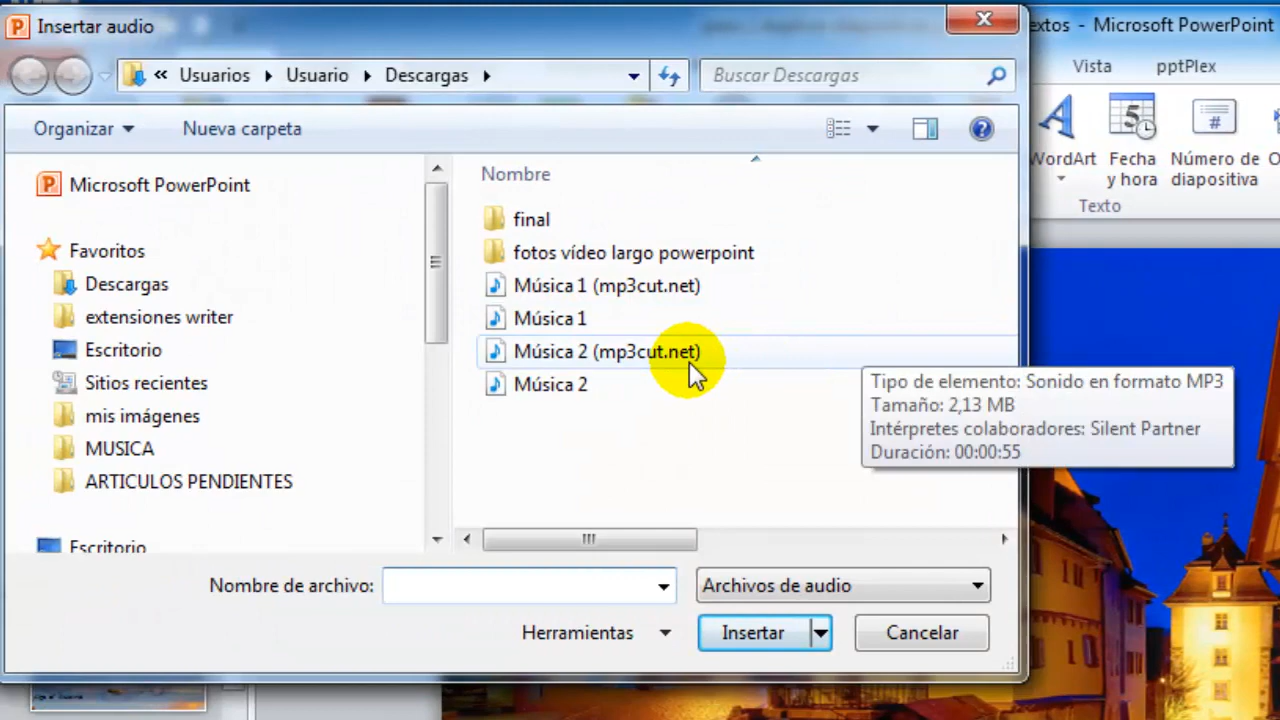 Insertar audio
extos - Microsoft PowerPoint
« Usuarios Usuario Descargas
Buscar Descargas
Vista pptPlex
Organizar Nueva carpeta
WordArt Fecha y hora Número de diapositiva
Texto
Microsoft PowerPoint
Favoritos
Descargas
extensiones writer
Escritorio
Sitios recientes
mis imágenes
MUSICA
ARTICULOS PENDIENTES
Escritorio
Nombre
final
fotos vídeo largo powerpoint
Música 1 (mp3cut.net)
Música 1
Música 2 (mp3cut.net)
Música 2
Tipo de elemento: Sonido en formato MP3
Tamaño: 2,13 MB
Intérpretes colaboradores: Silent Partner
Duración: 00:00:55
Nombre de archivo:
Archivos de audio
Herramientas Insertar Cancelar